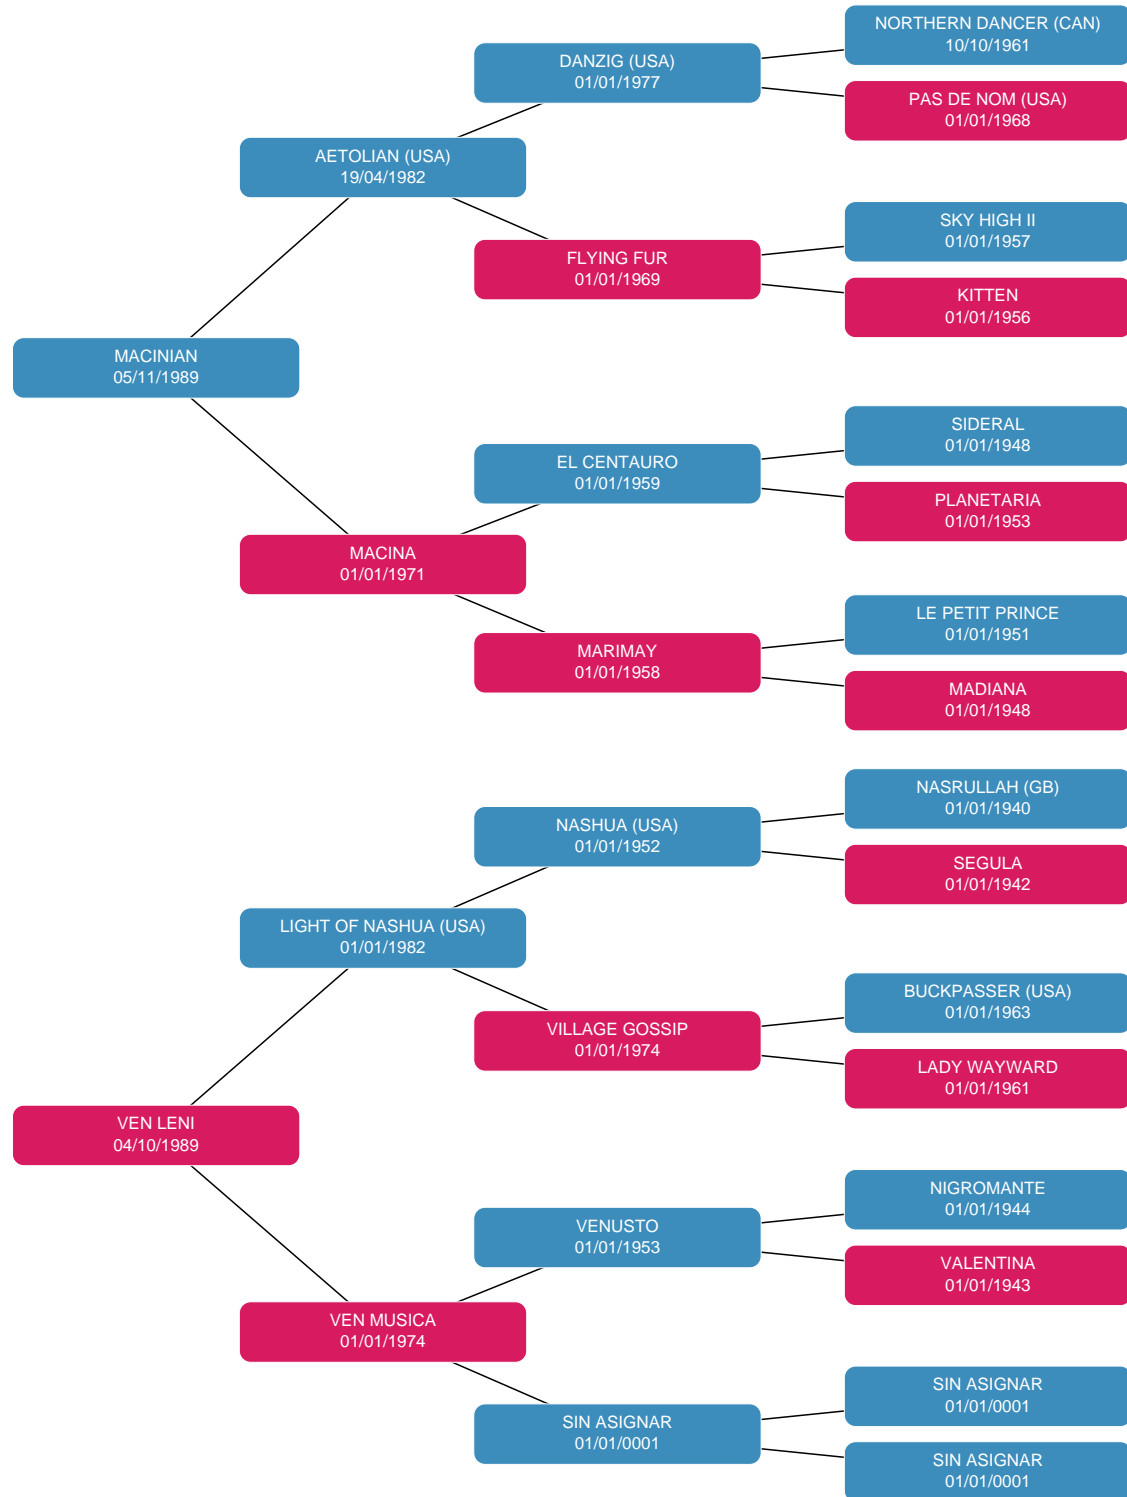 NORTHERN DANCER (CAN)
10/10/1961
DANZIG (USA)
01/01/1977
PAS DE NOM (USA)
01/01/1968
AETOLIAN (USA)
19/04/1982
SKY HIGH II
01/01/1957
FLYING FUR
01/01/1969
KITTEN
01/01/1956
MACINIAN
05/11/1989
SIDERAL
01/01/1948
EL CENTAURO
01/01/1959
PLANETARIA
01/01/1953
MACINA
01/01/1971
LE PETIT PRINCE
01/01/1951
MARIMAY
01/01/1958
MADIANA
01/01/1948
NASRULLAH (GB)
01/01/1940
NASHUA (USA)
01/01/1952
SEGULA
01/01/1942
LIGHT OF NASHUA (USA)
01/01/1982
BUCKPASSER (USA)
01/01/1963
VILLAGE GOSSIP
01/01/1974
LADY WAYWARD
01/01/1961
VEN LENI
04/10/1989
NIGROMANTE
01/01/1944
VENUSTO
01/01/1953
VALENTINA
01/01/1943
VEN MUSICA
01/01/1974
SIN ASIGNAR
01/01/0001
SIN ASIGNAR
01/01/0001
SIN ASIGNAR
01/01/0001